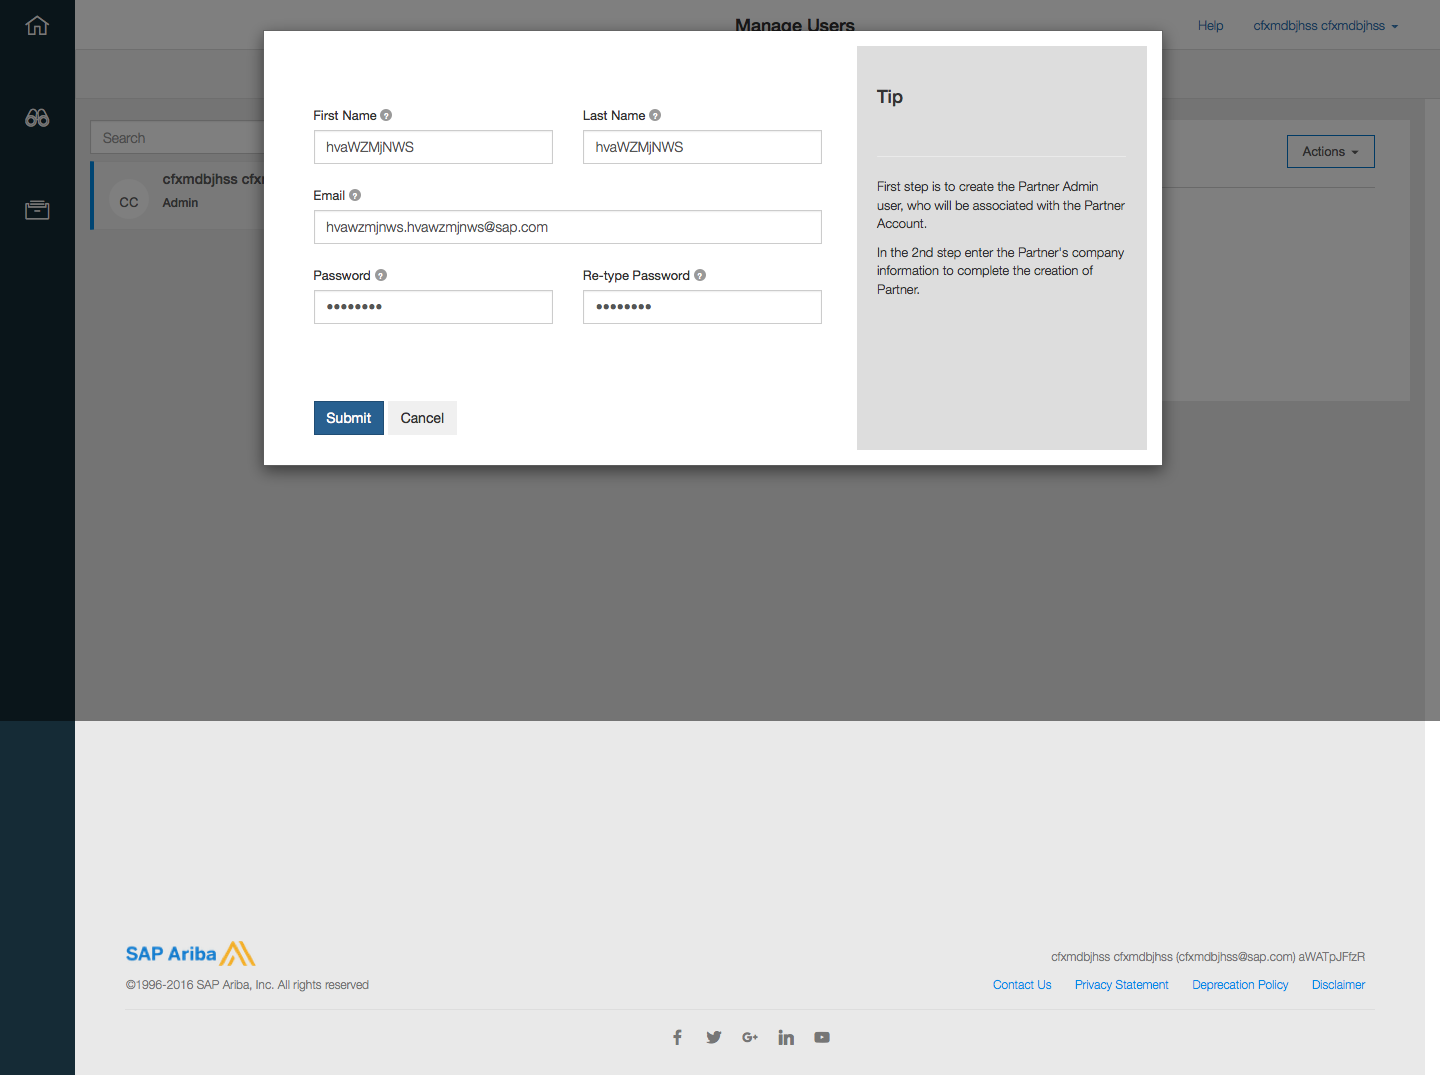 Manage Users
Help
cfxmdbjhss cfxmdbjhss
Search
cfxmdbjhss
CC
Admin
Actions
First Name
Last Name
hvaWZMjNWS
hvaWZMjNWS
Email
hvawzmjnws.hvawzmjnws@sap.com
Password
Re-type Password
••••••••
••••••••
Submit
Cancel
Tip
First step is to create the Partner Admin
user, who will be associated with the Partner
Account.
In the 2nd step enter the Partner's company
information to complete the creation of
Partner.
SAP Ariba
©1996-2016 SAP Ariba, Inc. All rights reserved
cfxmdbjhss cfxmdbjhss (cfxmdbjhss@sap.com) aWATpJFfzR
Contact Us
Privacy Statement
Deprecation Policy
Disclaimer